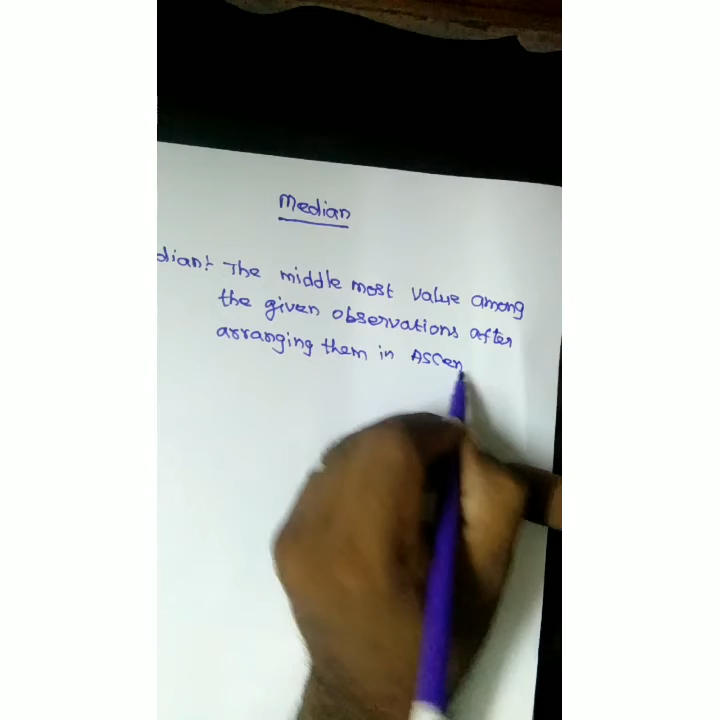 Median
dian:- The middle most value among
the given observations after
arranging them in Ascen